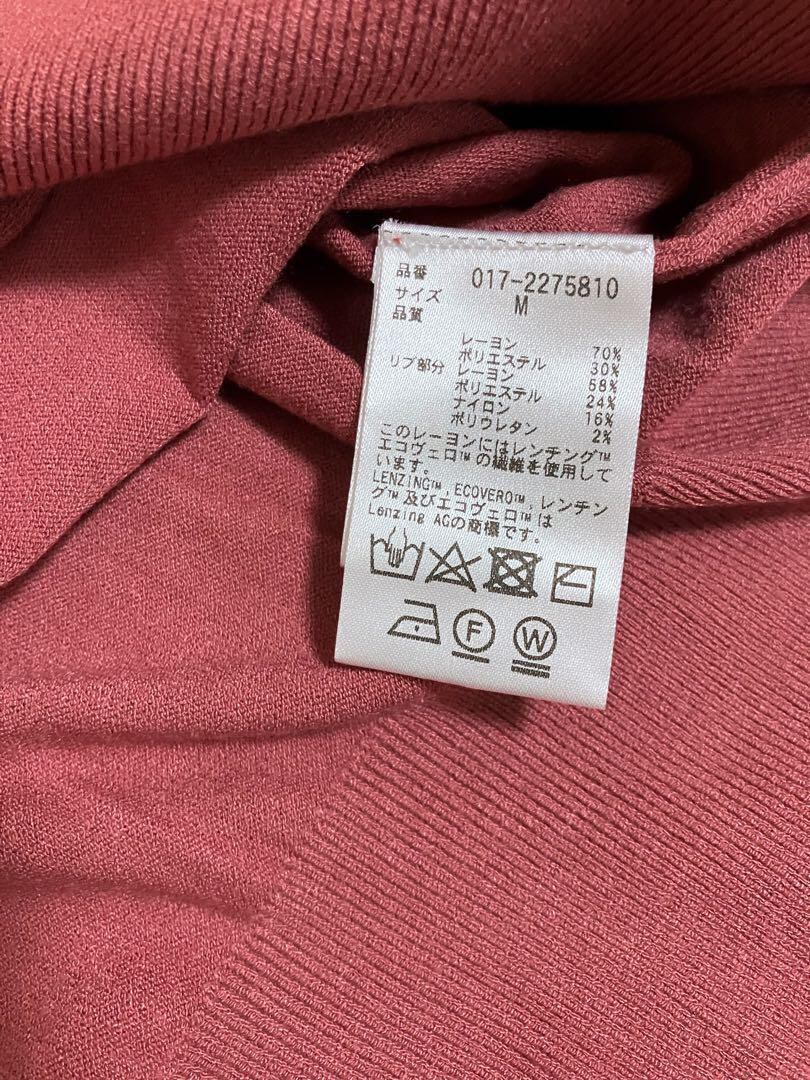 品番 017-2275810
サイズ M
品質
レーヨン 70%
ポリエステル 30%
リブ部分 レーヨン 58%
ポリエステル 24%
ナイロン 16%
ポリウレタン 2%
このレーヨンにはレンチング™
エコヴェロ™の繊維を使用して
います。
LENZING™,ECOVERO™,レンチン
グ™及びエコヴェロ™は
Lenzing AGの商標です。
F W